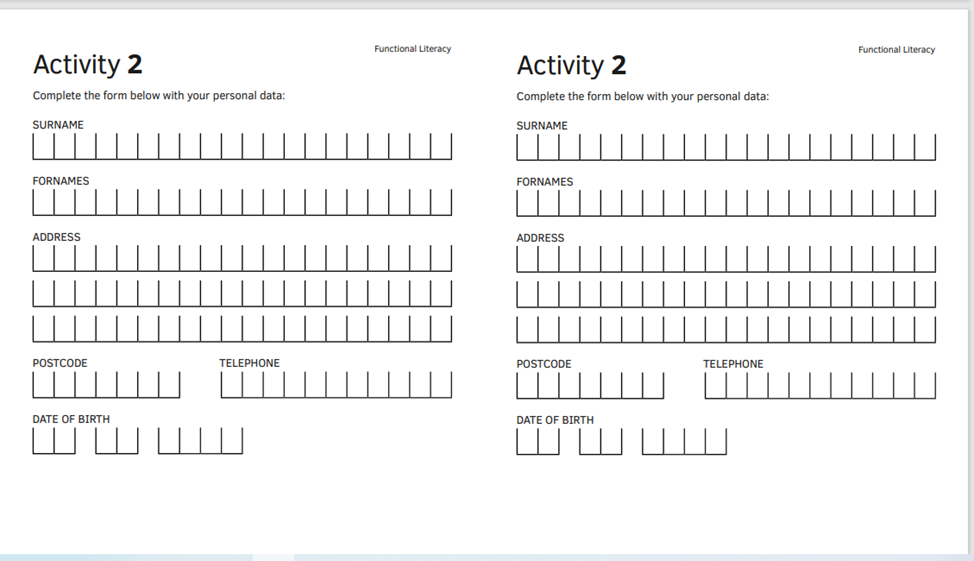 Functional Literacy
Activity 2
Complete the form below with your personal data:
SURNAME
FORNAMES
ADDRESS
POSTCODE TELEPHONE
DATE OF BIRTH
Functional Literacy
Activity 2
Complete the form below with your personal data:
SURNAME
FORNAMES
ADDRESS
POSTCODE TELEPHONE
DATE OF BIRTH